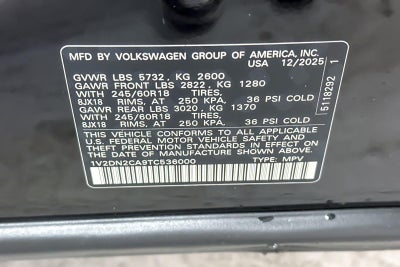 MFD. BY VOLKSWAGEN GROUP OF AMERICA, INC.
USA 12/2025
GVWR LBS 5732 , KG 2600
GAWR FRONT LBS 2822 , KG 1280
WITH 245/60R18 TIRES,
8JX18 RIMS, AT 250 KPA. 36 PSI COLD
GAWR REAR LBS 3020 , KG 1370
WITH 245/60R18 TIRES,
8JX18 RIMS, AT 250 KPA. 36 PSI COLD
THIS VEHICLE CONFORMS TO ALL APPLICABLE
U.S. FEDERAL MOTOR VEHICLE SAFETY AND
THEFT PREVENTION STANDARDS IN EFFECT ON
THE DATE OF MANUFACTURE SHOWN ABOVE.
1V2DN2CA9TC536000 TYPE: MPV
5118292 1